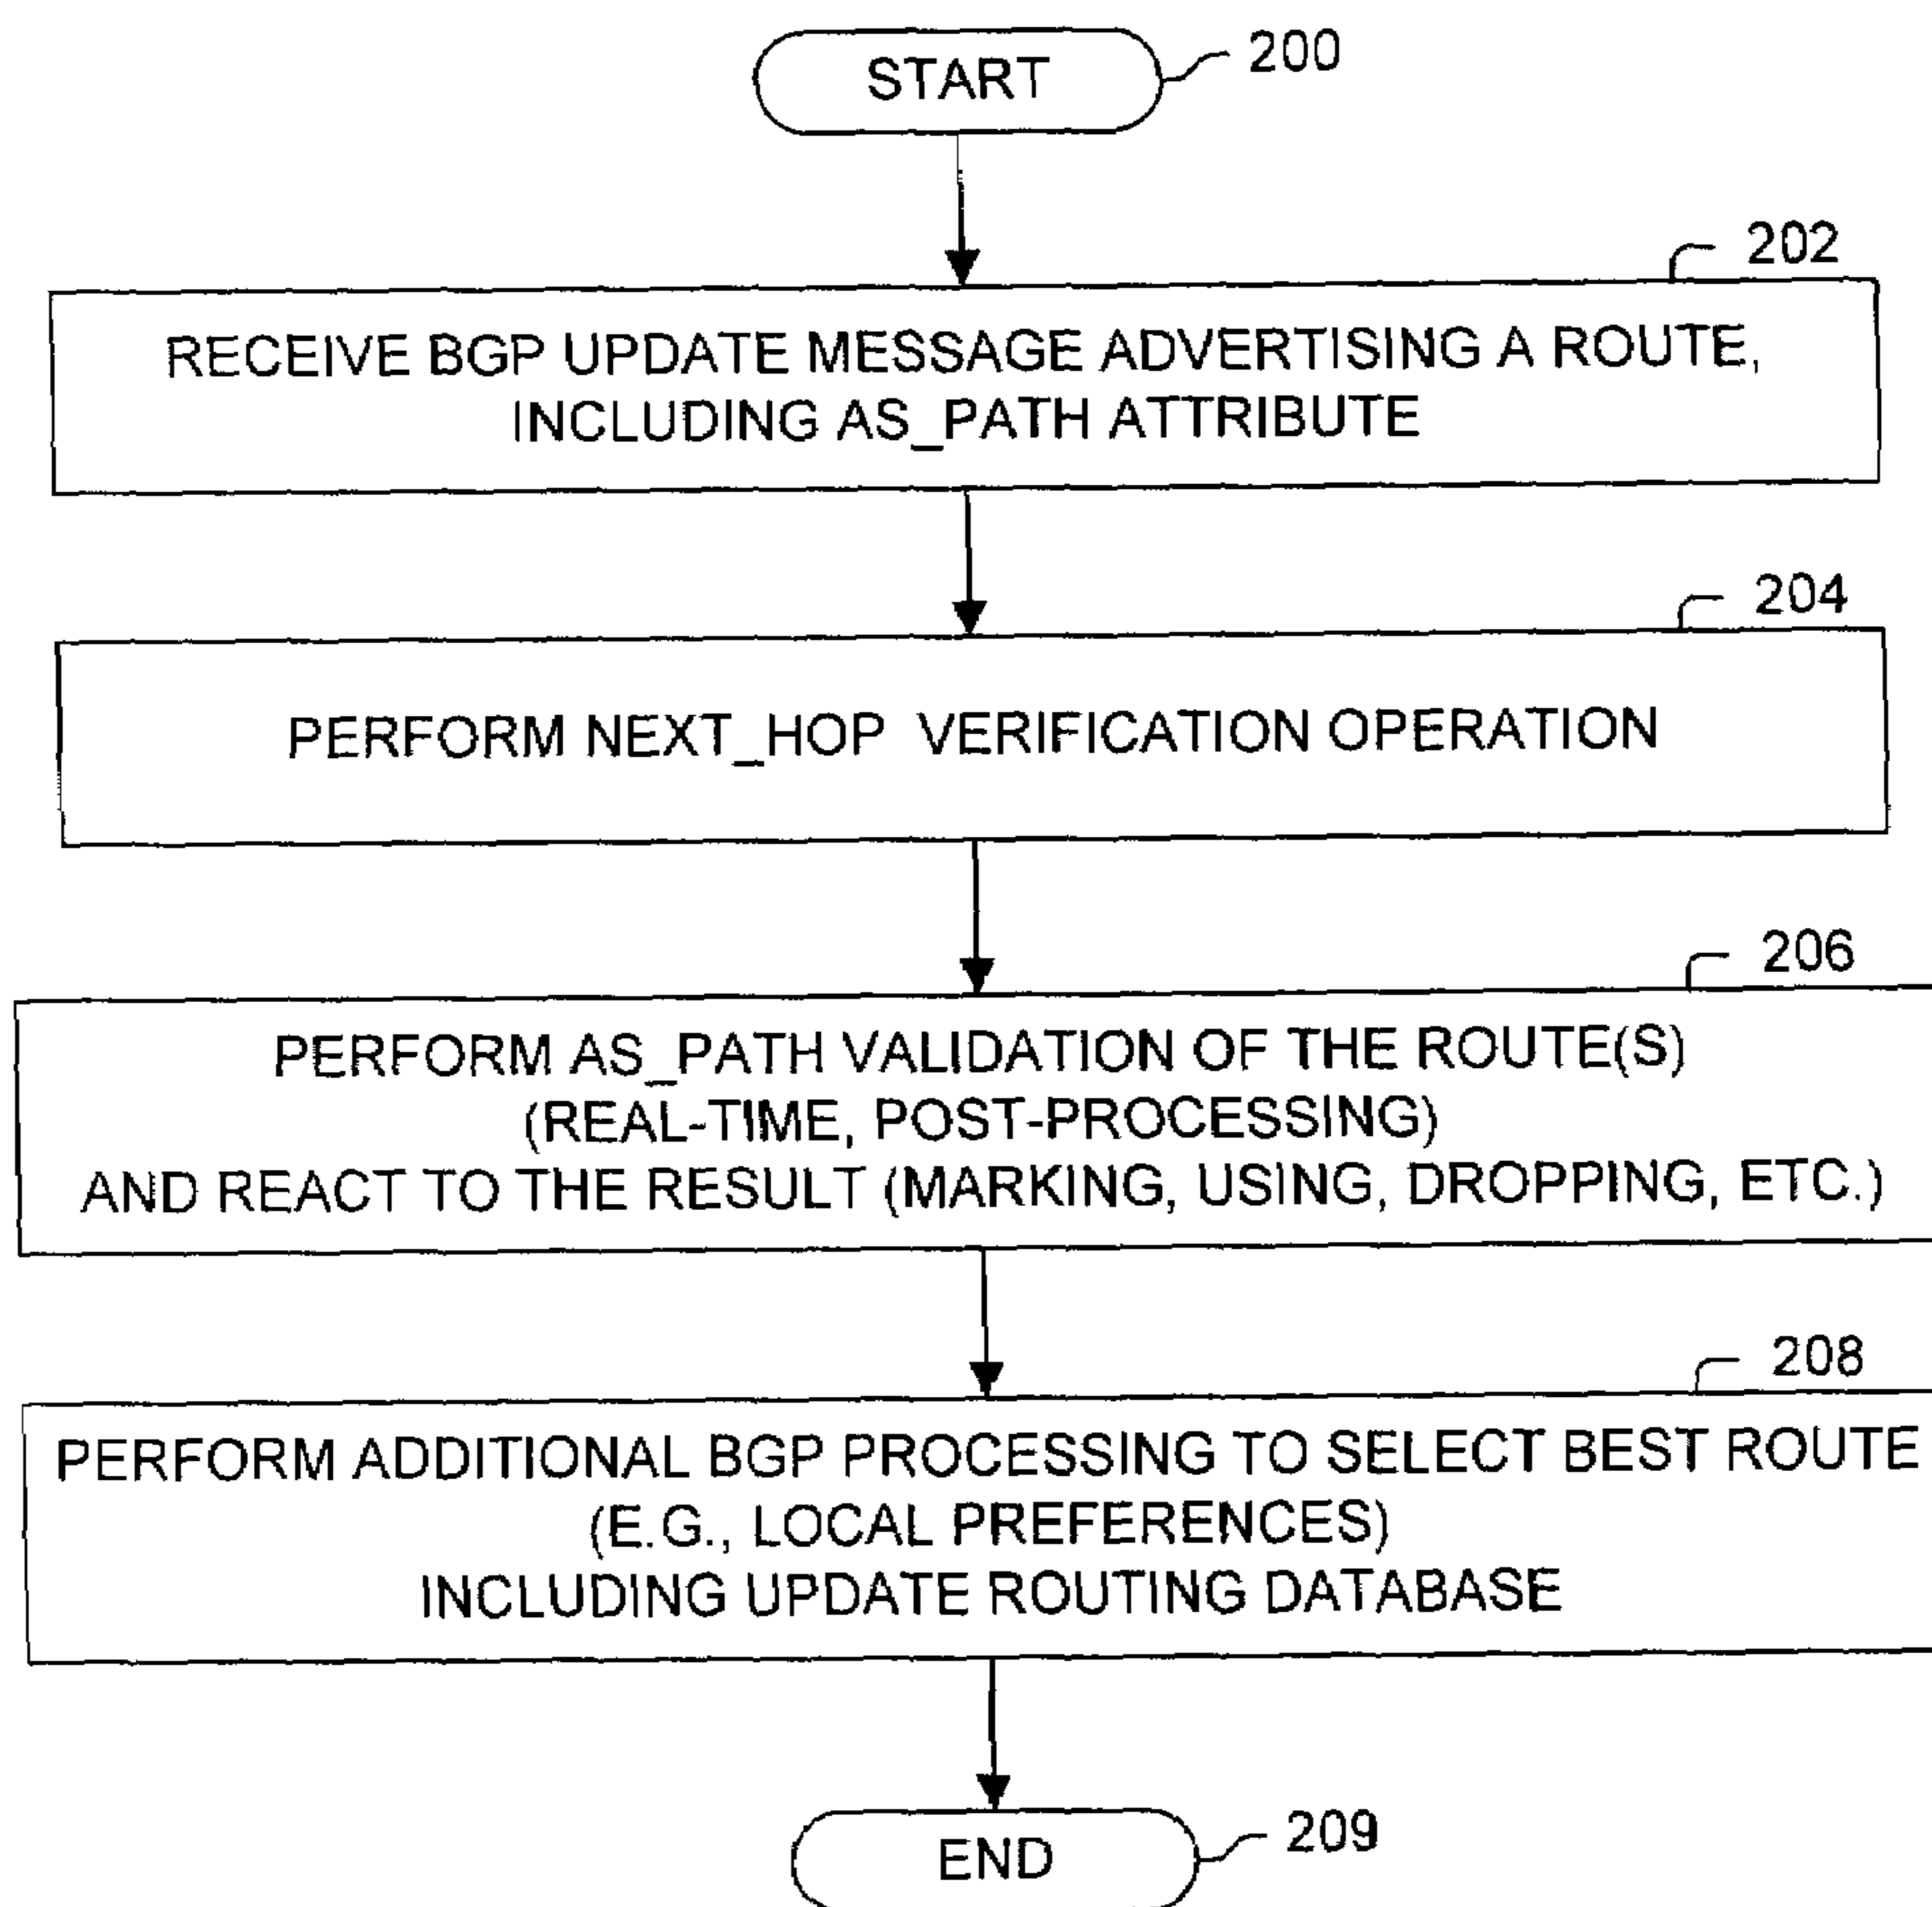 START
200
202
RECEIVE BGP UPDATE MESSAGE ADVERTISING A ROUTE,
INCLUDING AS_PATH ATTRIBUTE
204
PERFORM NEXT_HOP VERIFICATION OPERATION
206
PERFORM AS_PATH VALIDATION OF THE ROUTE(S)
(REAL-TIME, POST-PROCESSING)
AND REACT TO THE RESULT (MARKING, USING, DROPPING, ETC.)
208
PERFORM ADDITIONAL BGP PROCESSING TO SELECT BEST ROUTE
(E.G., LOCAL PREFERENCES)
INCLUDING UPDATE ROUTING DATABASE
END
209